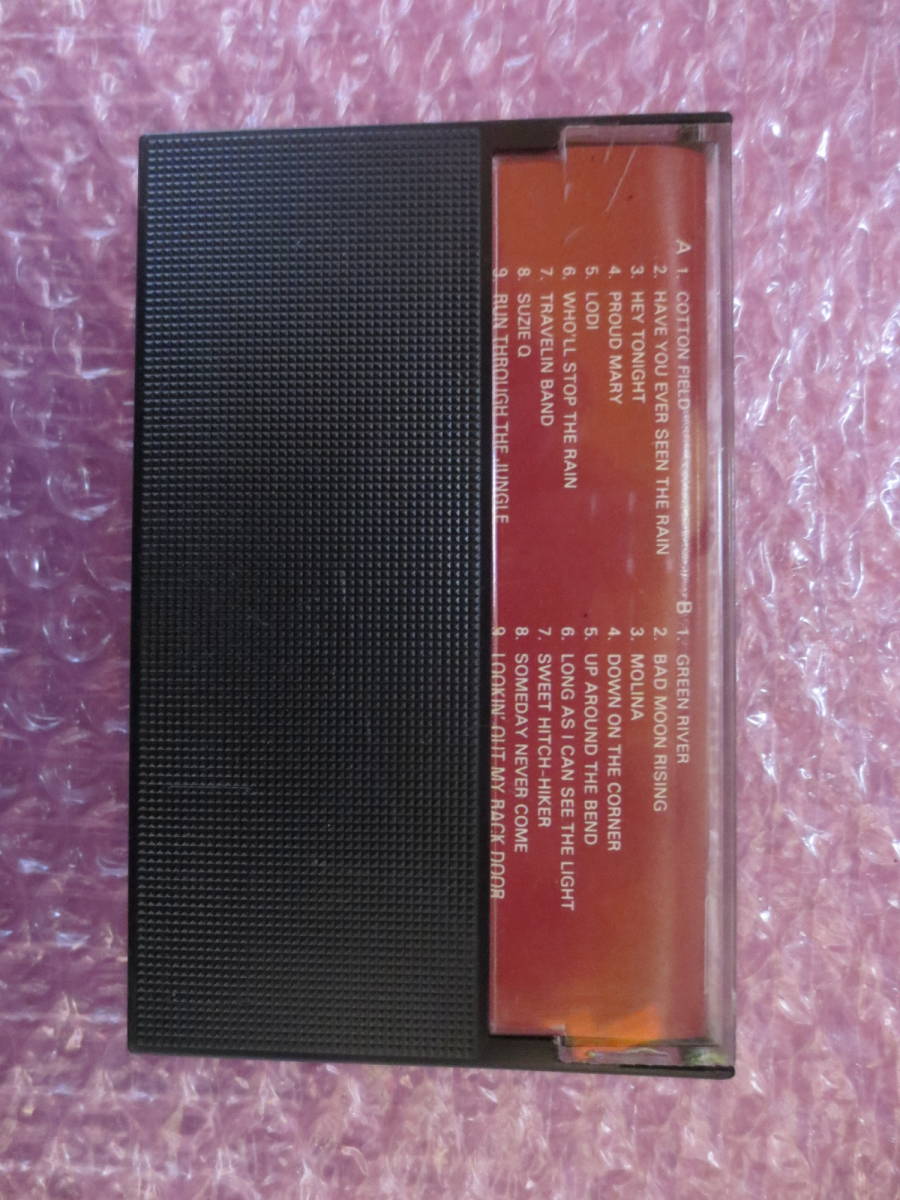 A 1. COTTON FIELD
2. HAVE YOU EVER SEEN THE RAIN
3. HEY TONIGHT
4. PROUD MARY
5. LODI
6. WHO'LL STOP THE RAIN
7. TRAVELIN BAND
8. SUZIE Q
9. RUN THROUGH THE JUNGLE
B 1. GREEN RIVER
2. BAD MOON RISING
3. MOLINA
4. DOWN ON THE CORNER
5. UP AROUND THE BEND
6. LONG AS I CAN SEE THE LIGHT
7. SWEET HITCH-HIKER
8. SOMEDAY NEVER COME
9. LOOKIN' OUT MY BACK DOOR